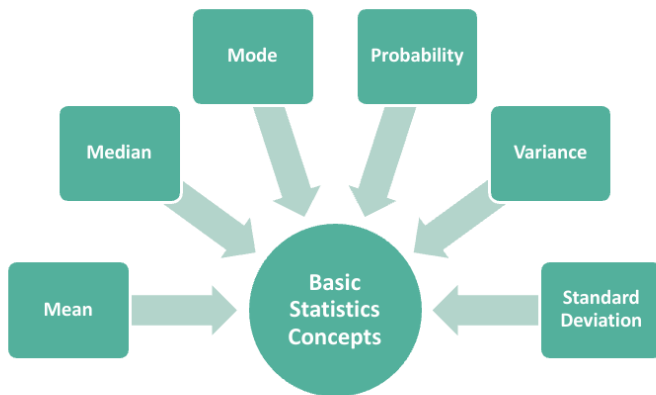 Mode
Probability
Median
Variance
Mean
Basic
Statistics
Concepts
Standard
Deviation